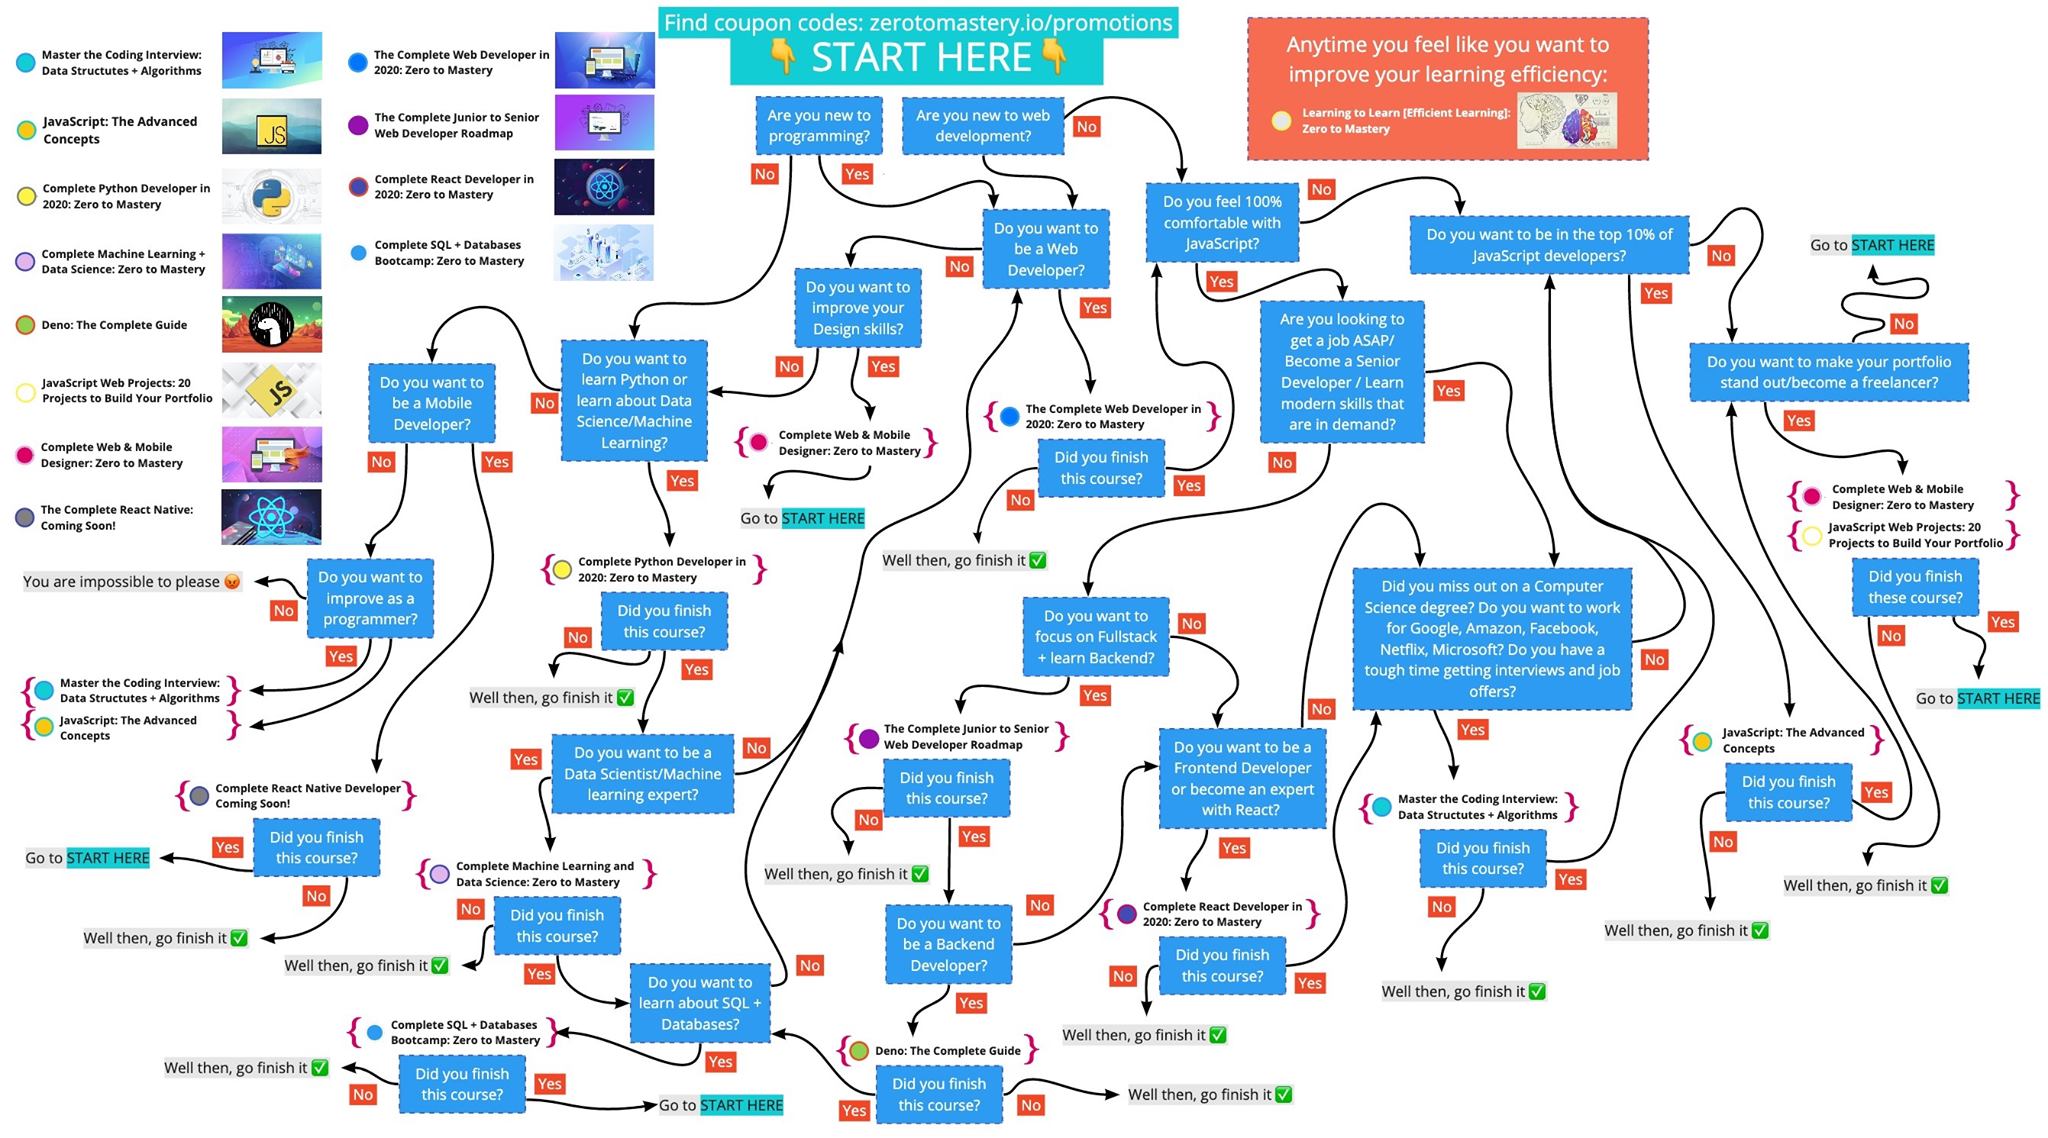 Find coupon codes: zerotomastery.io/promotions
👇 START HERE👇
Anytime you feel like you want to
improve your learning efficiency:
Learning to Learn [Efficient Learning]:
Zero to Mastery
Master the Coding Interview:
Data Structutes + Algorithms
JavaScript: The Advanced
Concepts
Complete Python Developer in
2020: Zero to Mastery
Complete Machine Learning +
Data Science: Zero to Mastery
Deno: The Complete Guide
JavaScript Web Projects: 20
Projects to Build Your Portfolio
Complete Web & Mobile
Designer: Zero to Mastery
The Complete React Native:
Coming Soon!
JS
JS
The Complete Web Developer in
2020: Zero to Mastery
The Complete Junior to Senior
Web Developer Roadmap
Complete React Developer in
2020: Zero to Mastery
Complete SQL + Databases
Bootcamp: Zero to Mastery
Are you new to
programming?
No
Yes
Are you new to web
development?
No
Yes
Do you want to
be a Web
Developer?
No
Yes
Do you want to
improve your
Design skills?
No
Yes
Complete Web & Mobile
Designer: Zero to Mastery
Go to START HERE
The Complete Web Developer in
2020: Zero to Mastery
Did you finish
this course?
No
Yes
Well then, go finish it ✅
Do you feel 100%
comfortable with
JavaScript?
No
Yes
Do you want to be in the top 10% of
JavaScript developers?
No
Yes
Go to START HERE
No
Do you want to make your portfolio
stand out/become a freelancer?
Yes
Complete Web & Mobile
Designer: Zero to Mastery
JavaScript Web Projects: 20
Projects to Build Your Portfolio
Did you finish
these course?
No
Yes
Go to START HERE
Well then, go finish it ✅
Are you looking to
get a job ASAP/
Become a Senior
Developer / Learn
modern skills that
are in demand?
No
Yes
Do you want to
learn Python or
learn about Data
Science/Machine
Learning?
No
Yes
Do you want to
be a Mobile
Developer?
No
Yes
Do you want to
improve as a
programmer?
No
You are impossible to please 😡
Yes
Master the Coding Interview:
Data Structutes + Algorithms
JavaScript: The Advanced
Concepts
Complete React Native Developer
Coming Soon!
Did you finish
this course?
Yes
Go to START HERE
No
Well then, go finish it ✅
Complete Python Developer in
2020: Zero to Mastery
Did you finish
this course?
No
Yes
Well then, go finish it ✅
Do you want to be a
Data Scientist/Machine
learning expert?
Yes
No
Complete Machine Learning and
Data Science: Zero to Mastery
Did you finish
this course?
No
Yes
Well then, go finish it ✅
Do you want to
learn about SQL +
Databases?
No
Yes
Complete SQL + Databases
Bootcamp: Zero to Mastery
Did you finish
this course?
No
Yes
Well then, go finish it ✅
Go to START HERE
Do you want to
focus on Fullstack
+ learn Backend?
No
Yes
The Complete Junior to Senior
Web Developer Roadmap
Did you finish
this course?
No
Yes
Well then, go finish it ✅
Do you want to
be a Backend
Developer?
No
Yes
Deno: The Complete Guide
Did you finish
this course?
Yes
No
Well then, go finish it ✅
Do you want to be a
Frontend Developer
or become an expert
with React?
No
Yes
Complete React Developer in
2020: Zero to Mastery
Did you finish
this course?
No
Yes
Well then, go finish it ✅
Did you miss out on a Computer
Science degree? Do you want to work
for Google, Amazon, Facebook,
Netflix, Microsoft? Do you have a
tough time getting interviews and job
offers?
No
Yes
Master the Coding Interview:
Data Structutes + Algorithms
Did you finish
this course?
No
Yes
Well then, go finish it ✅
JavaScript: The Advanced
Concepts
Did you finish
this course?
No
Yes
Well then, go finish it ✅